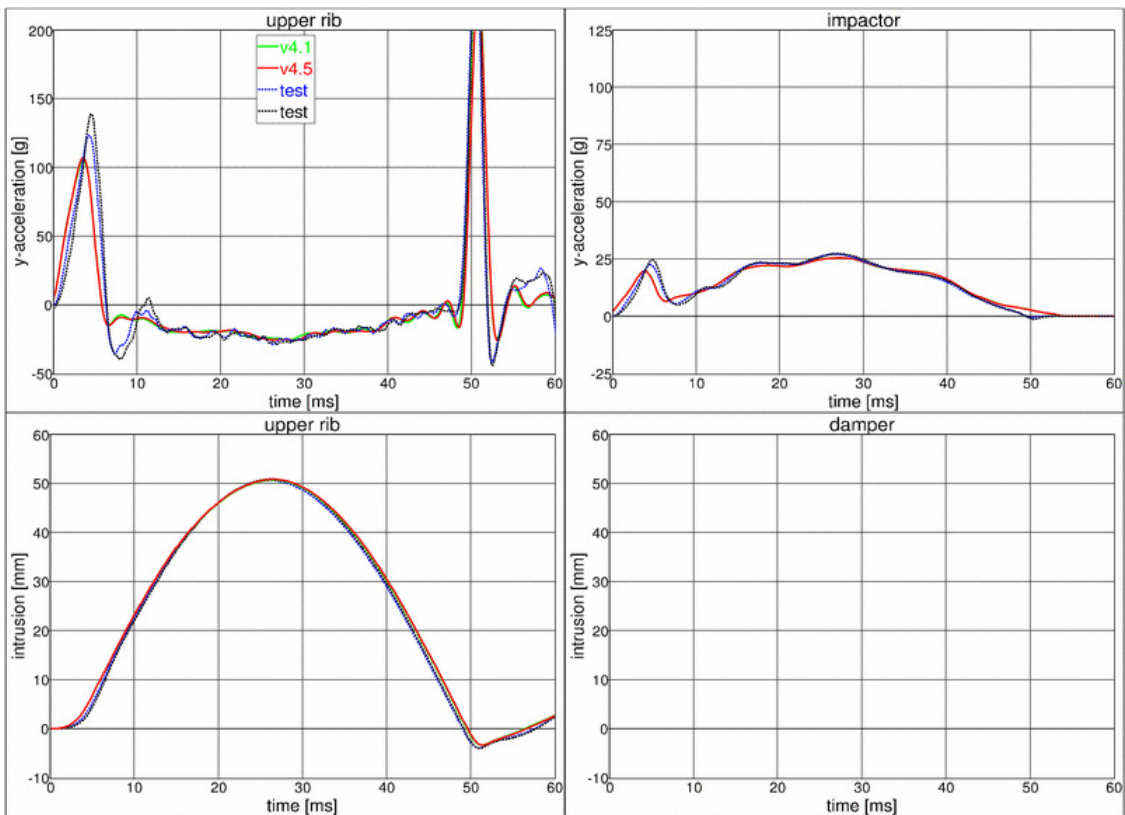 upper rib
200
150
100
50
0
-50
y-acceleration [g]
v4.1
v4.5
test
test
0 10 20 30 40 50 60
time [ms]
impactor
125
100
75
50
25
0
-25
y-acceleration [g]
0 10 20 30 40 50 60
time [ms]
upper rib
60
50
40
30
20
10
0
-10
intrusion [mm]
0 10 20 30 40 50 60
time [ms]
damper
60
50
40
30
20
10
0
-10
intrusion [mm]
0 10 20 30 40 50 60
time [ms]